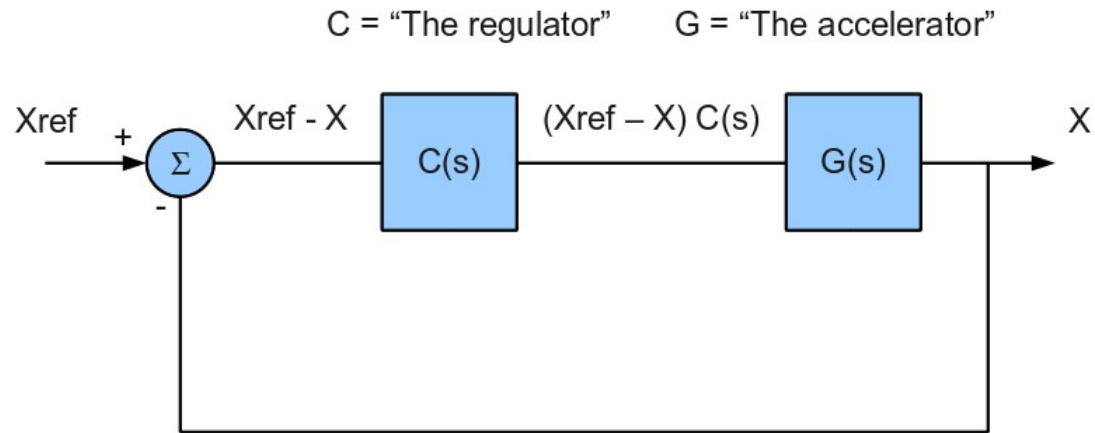 C = “The regulator” G = “The accelerator”
Xref + Xref - X (Xref – X) C(s) X
Σ C(s) G(s)
-